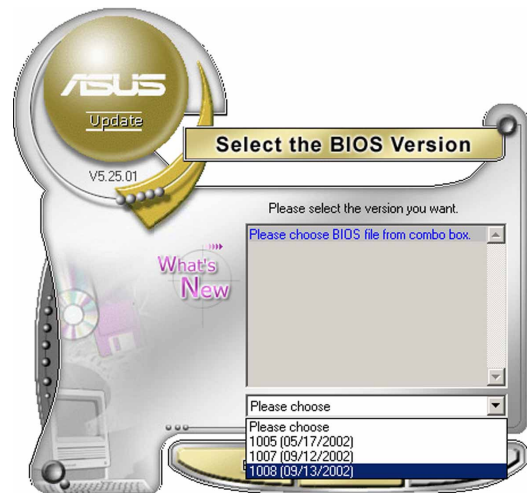 ASUS
Update
V5.25.01
Select the BIOS Version
Please select the version you want.
Please choose BIOS file from combo box.
What's
New
Please choose
Please choose
1005 (05/17/2002)
1007 (09/12/2002)
1008 (09/13/2002)